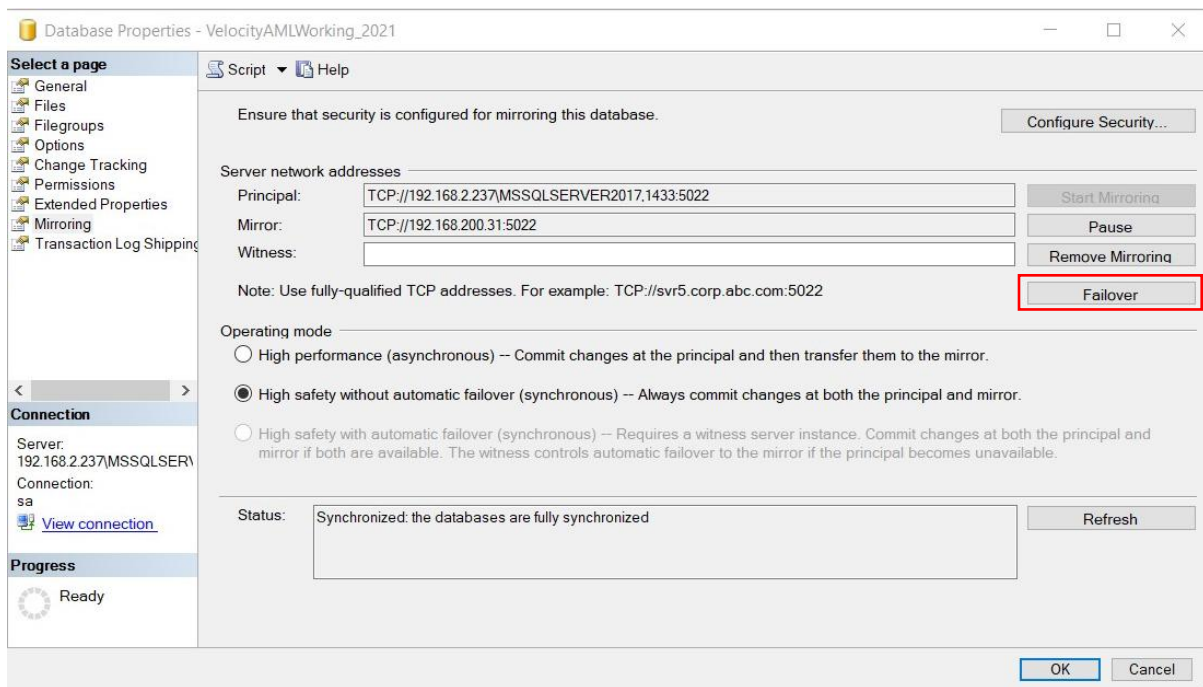 Database Properties - VelocityAMLWorking_2021
Select a page
General
Files
Filegroups
Options
Change Tracking
Permissions
Extended Properties
Mirroring
Transaction Log Shipping
Script Help
Ensure that security is configured for mirroring this database.
Configure Security...
Server network addresses
Principal: TCP://192.168.2.237\MSSQLSERVER2017,1433:5022
Start Mirroring
Mirror: TCP://192.168.200.31:5022
Pause
Witness:
Remove Mirroring
Note: Use fully-qualified TCP addresses. For example: TCP://svr5.corp.abc.com:5022
Failover
Operating mode
High performance (asynchronous) -- Commit changes at the principal and then transfer them to the mirror.
High safety without automatic failover (synchronous) -- Always commit changes at both the principal and mirror.
High safety with automatic failover (synchronous) -- Requires a witness server instance. Commit changes at both the principal and
mirror if both are available. The witness controls automatic failover to the mirror if the principal becomes unavailable.
Connection
Server:
192.168.2.237\MSSQLSERV
Connection:
sa
View connection
Progress
Ready
Status: Synchronized: the databases are fully synchronized
Refresh
OK Cancel